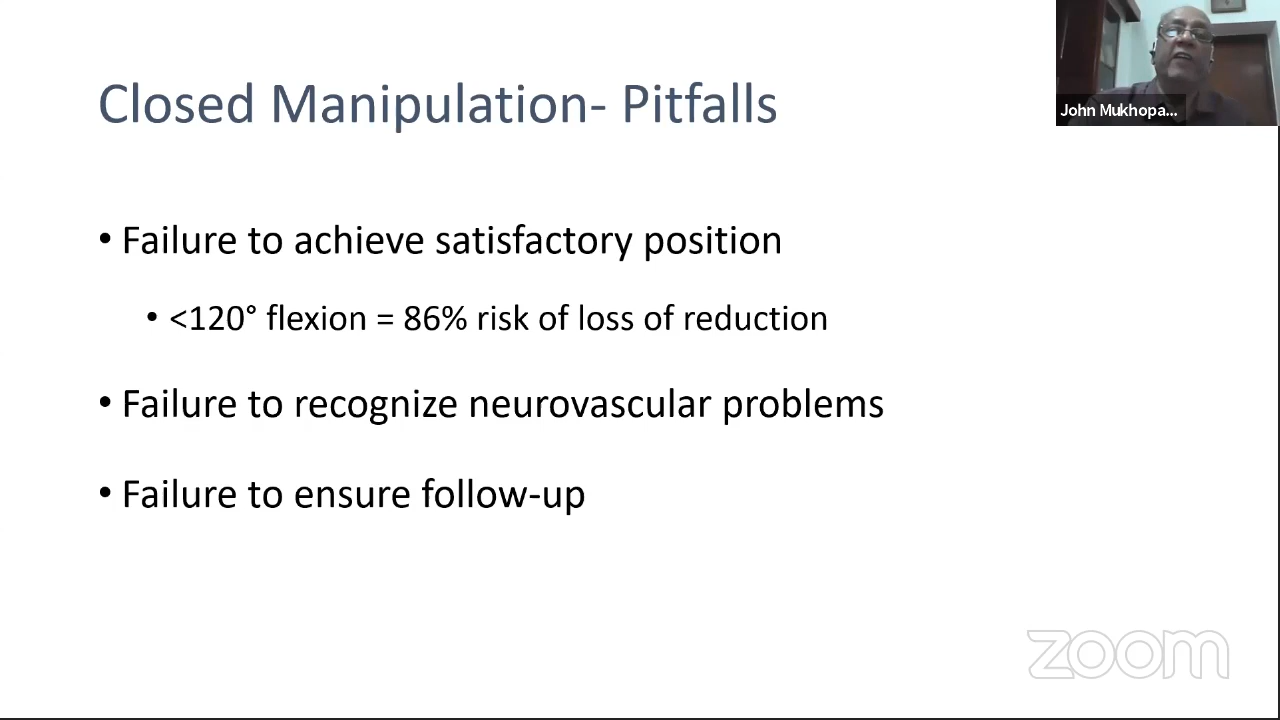 Closed Manipulation- Pitfalls
John Mukhopa...
• Failure to achieve satisfactory position
• <120° flexion = 86% risk of loss of reduction
• Failure to recognize neurovascular problems
• Failure to ensure follow-up
zoom